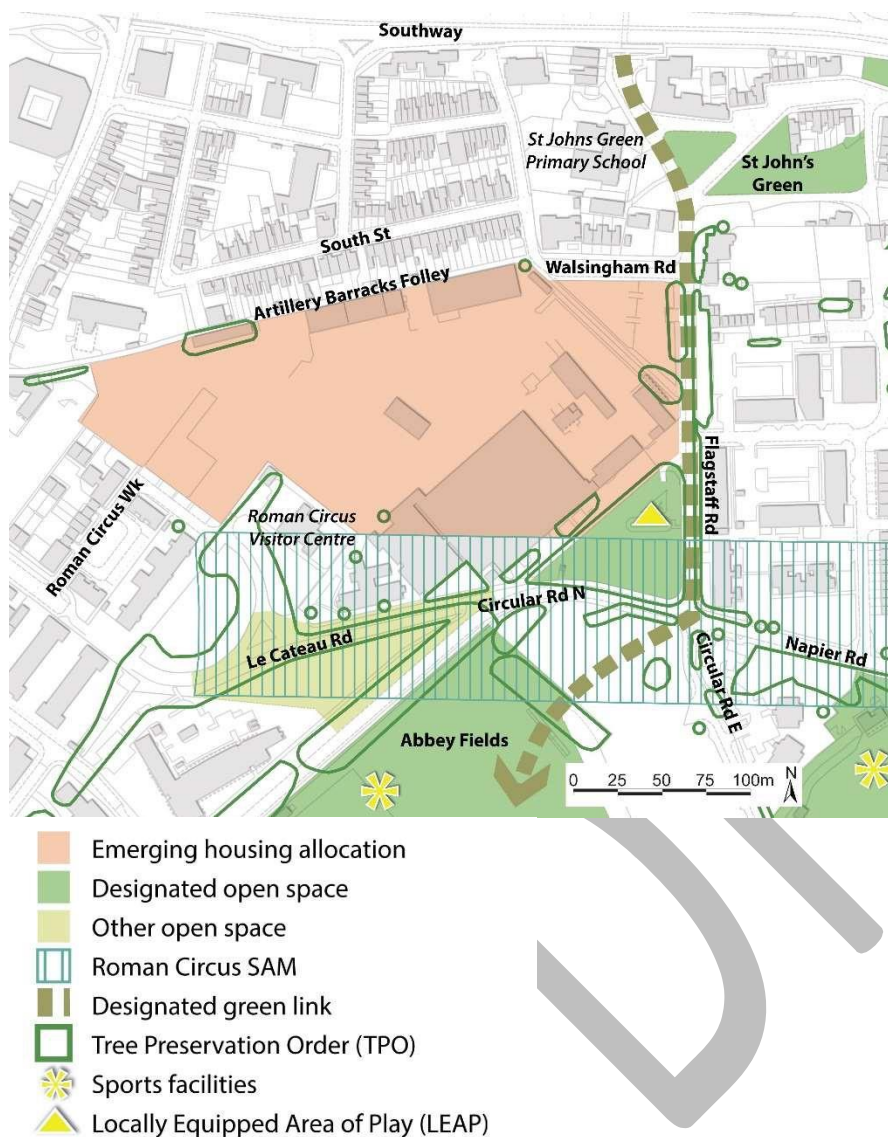 Southway
St Johns Green
Primary School
St John's
Green
South St
Walsingham Rd
Artillery Barracks Folley
Flagstaff Rd
Roman Circus Wk
Roman Circus
Visitor Centre
Circular Rd N
Le Cateau Rd
Napier Rd
Circular Rd E
Abbey Fields
0 25 50 75 100m
N
Emerging housing allocation
Designated open space
Other open space
Roman Circus SAM
Designated green link
Tree Preservation Order (TPO)
Sports facilities
Locally Equipped Area of Play (LEAP)